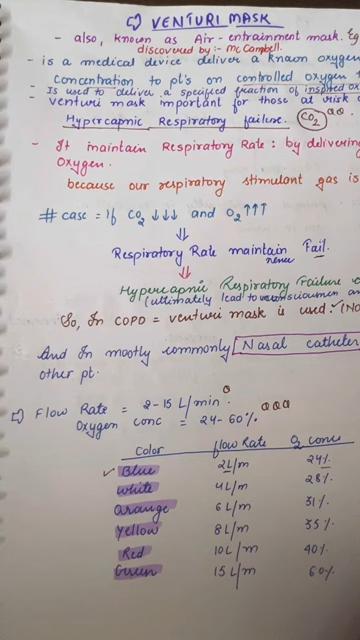 c) VENTURI MASK
- also, known as Air-entrainment mask. Eg
discovered by :- Mc Campbell.
- is a medical device deliver a known oxygen
concentration to pt's on controlled oxygen
- Is used to deliver a specified fraction of inspired ox
- venturi mask important for those at risk
Hypercapnic Respiratory failure. CO2
- It maintain Respiratory Rate : by delivering
Oxygen.
because our respiratory stimulant gas is
# case = If CO2 ↓↓↓ and O2 ↑↑↑
⇓
Respiratory Rate maintain Fail.
⇓
Hypercapnic Respiratory Failure
(ultimately lead to
So, In COPD = venturi mask is used. (NO
And In mostly commonly Nasal catheter
other pt.
⇒ Flow Rate = 2-15 L/min
Oxygen conc = 24-60%.
Color flow Rate O2 conc
✓ Blue 2L/m 24%
White 4L/m 28%
Orange 6L/m 31%
Yellow 8L/m 35%
Red 10L/m 40%
Green 15L/m 60%